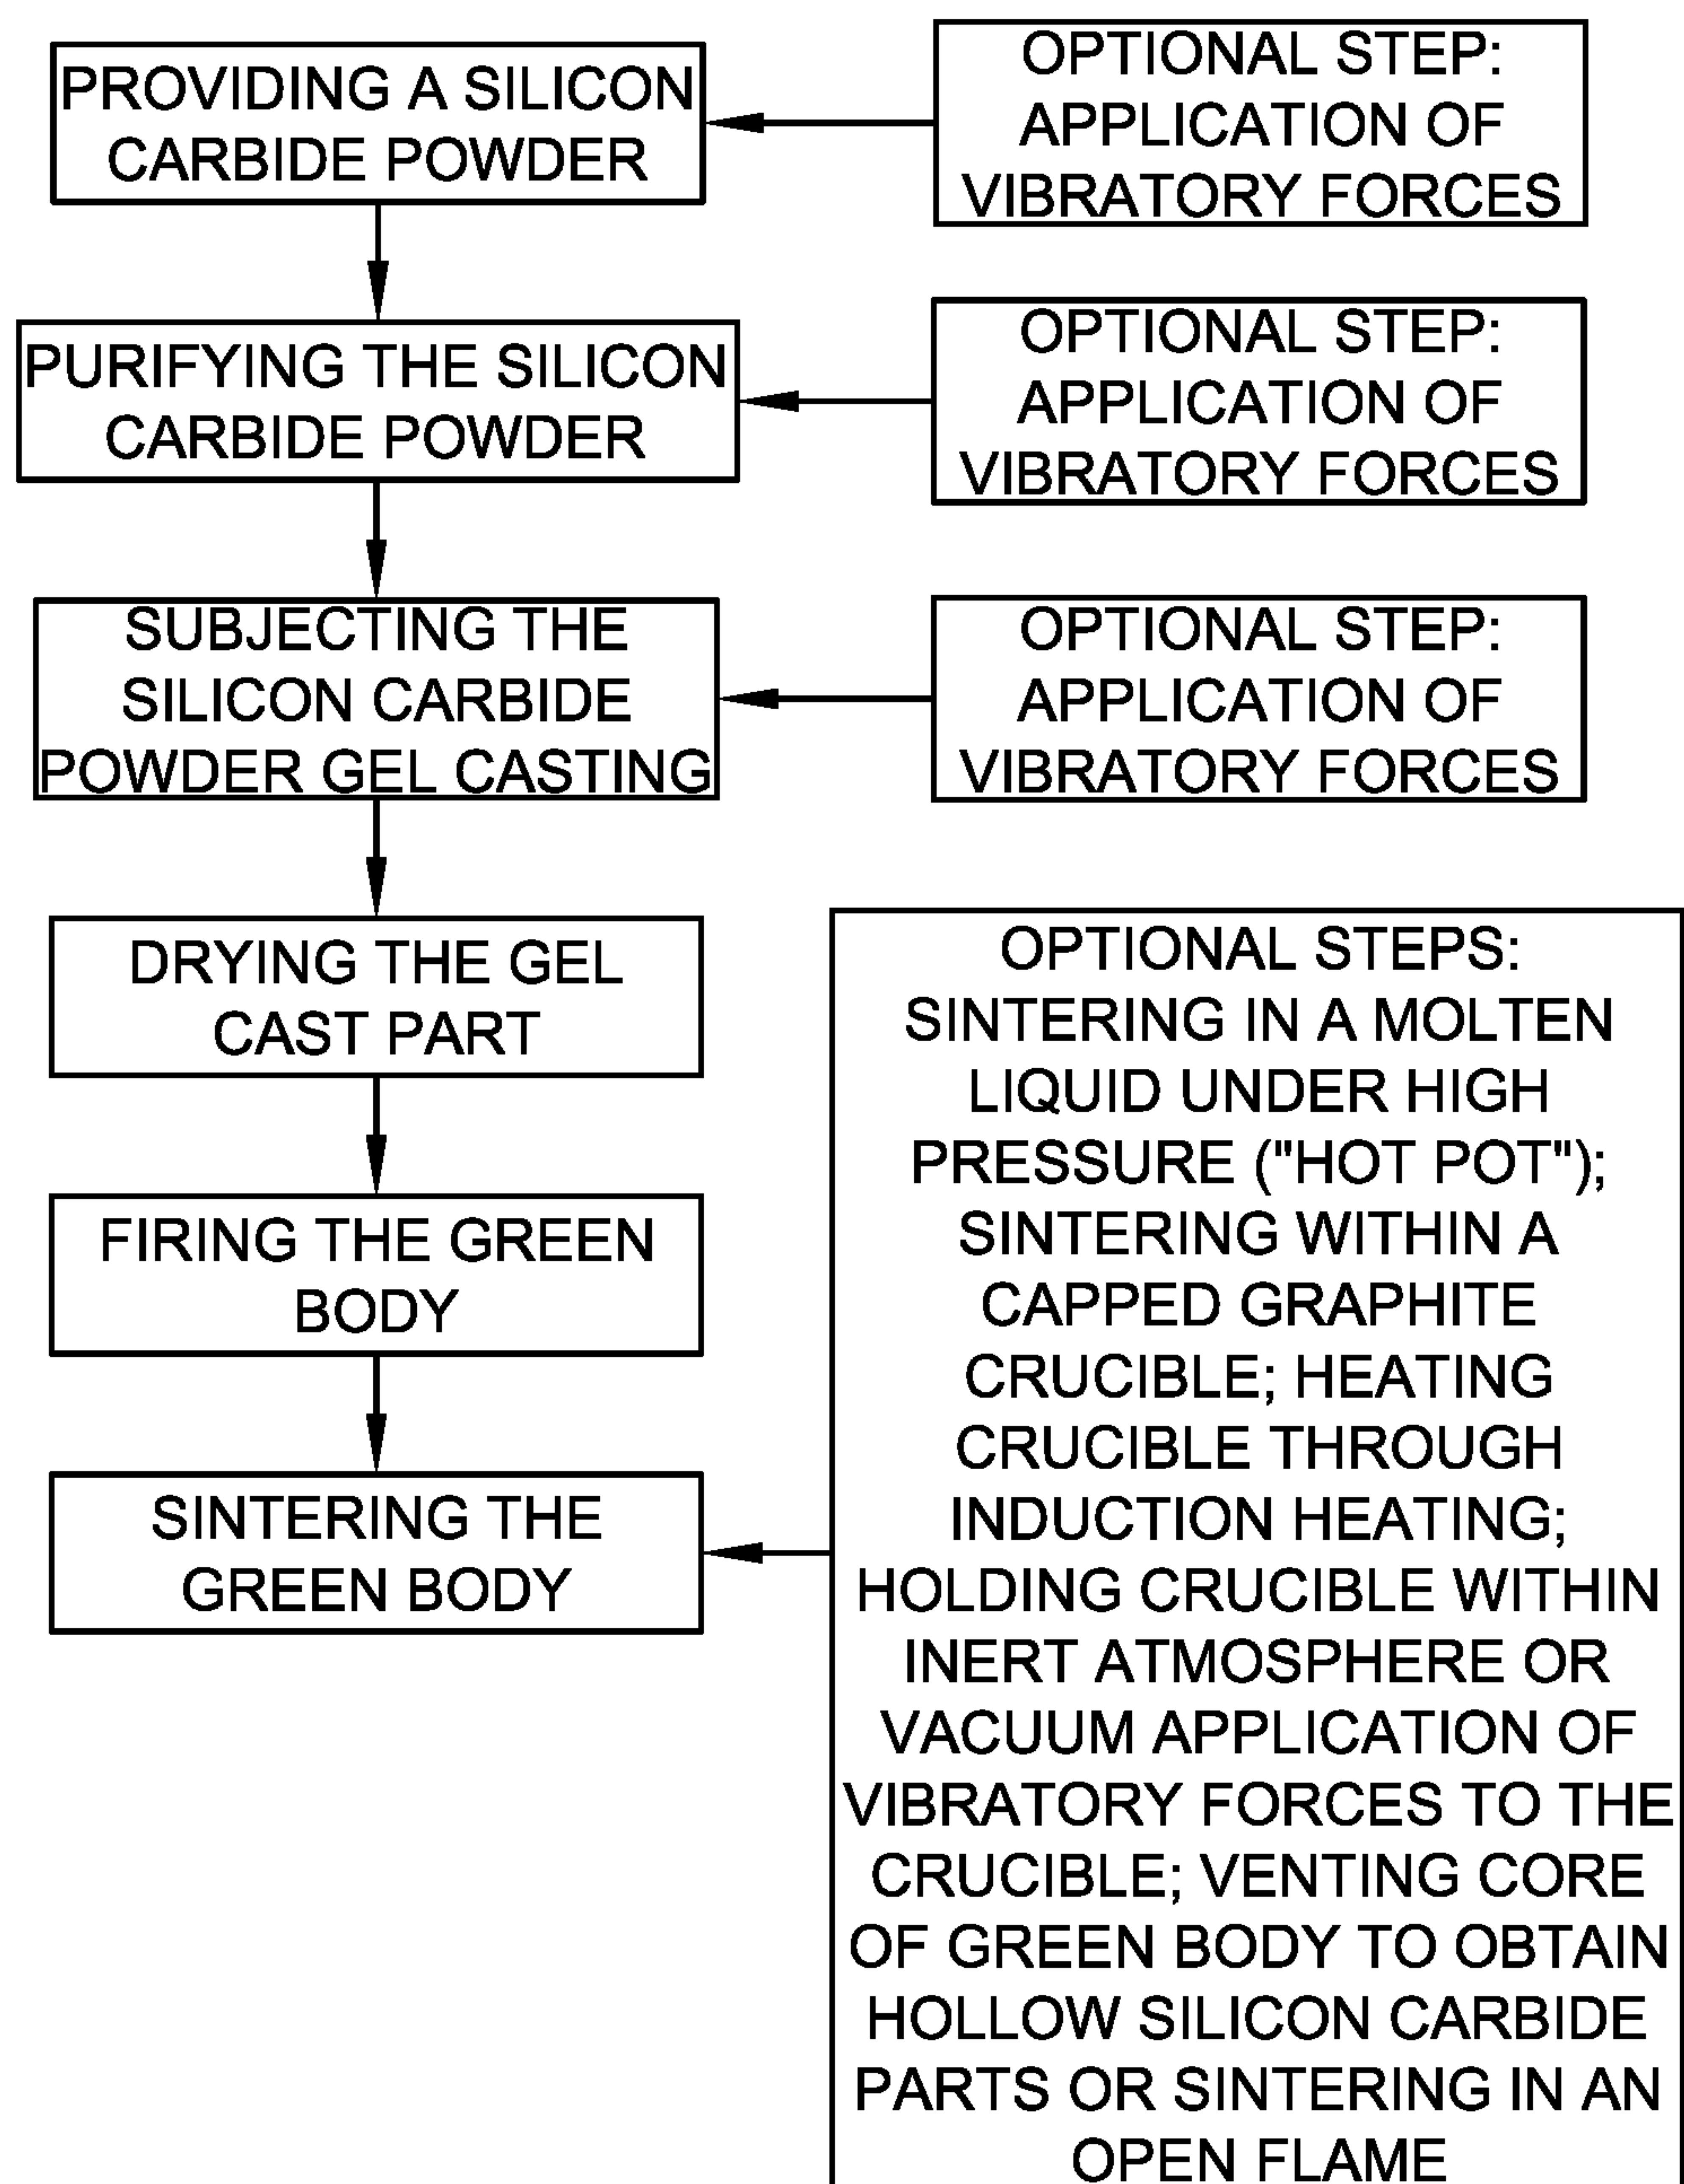 PROVIDING A SILICON
CARBIDE POWDER
OPTIONAL STEP:
APPLICATION OF
VIBRATORY FORCES
PURIFYING THE SILICON
CARBIDE POWDER
OPTIONAL STEP:
APPLICATION OF
VIBRATORY FORCES
SUBJECTING THE
SILICON CARBIDE
POWDER GEL CASTING
OPTIONAL STEP:
APPLICATION OF
VIBRATORY FORCES
DRYING THE GEL
CAST PART
FIRING THE GREEN
BODY
SINTERING THE
GREEN BODY
OPTIONAL STEPS:
SINTERING IN A MOLTEN
LIQUID UNDER HIGH
PRESSURE ("HOT POT");
SINTERING WITHIN A
CAPPED GRAPHITE
CRUCIBLE; HEATING
CRUCIBLE THROUGH
INDUCTION HEATING;
HOLDING CRUCIBLE WITHIN
INERT ATMOSPHERE OR
VACUUM APPLICATION OF
VIBRATORY FORCES TO THE
CRUCIBLE; VENTING CORE
OF GREEN BODY TO OBTAIN
HOLLOW SILICON CARBIDE
PARTS OR SINTERING IN AN
OPEN FLAME